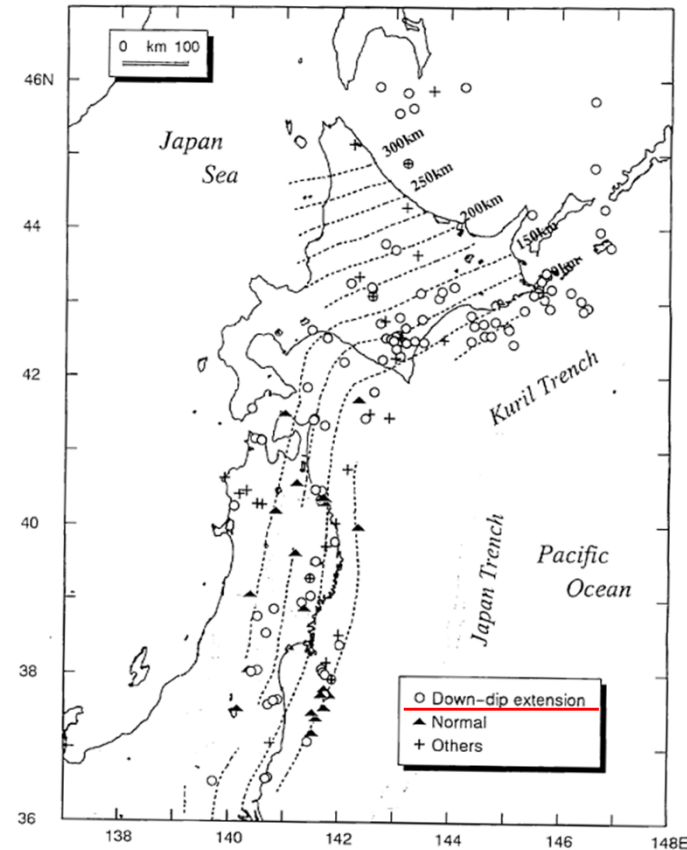 0 km 100
46N
Japan
Sea
300km
250km
200km
150km
44
42
Kuril Trench
40
Japan Trench
Pacific
Ocean
38
Down-dip extension
Normal
Others
36
138 140 142 144 146 148E